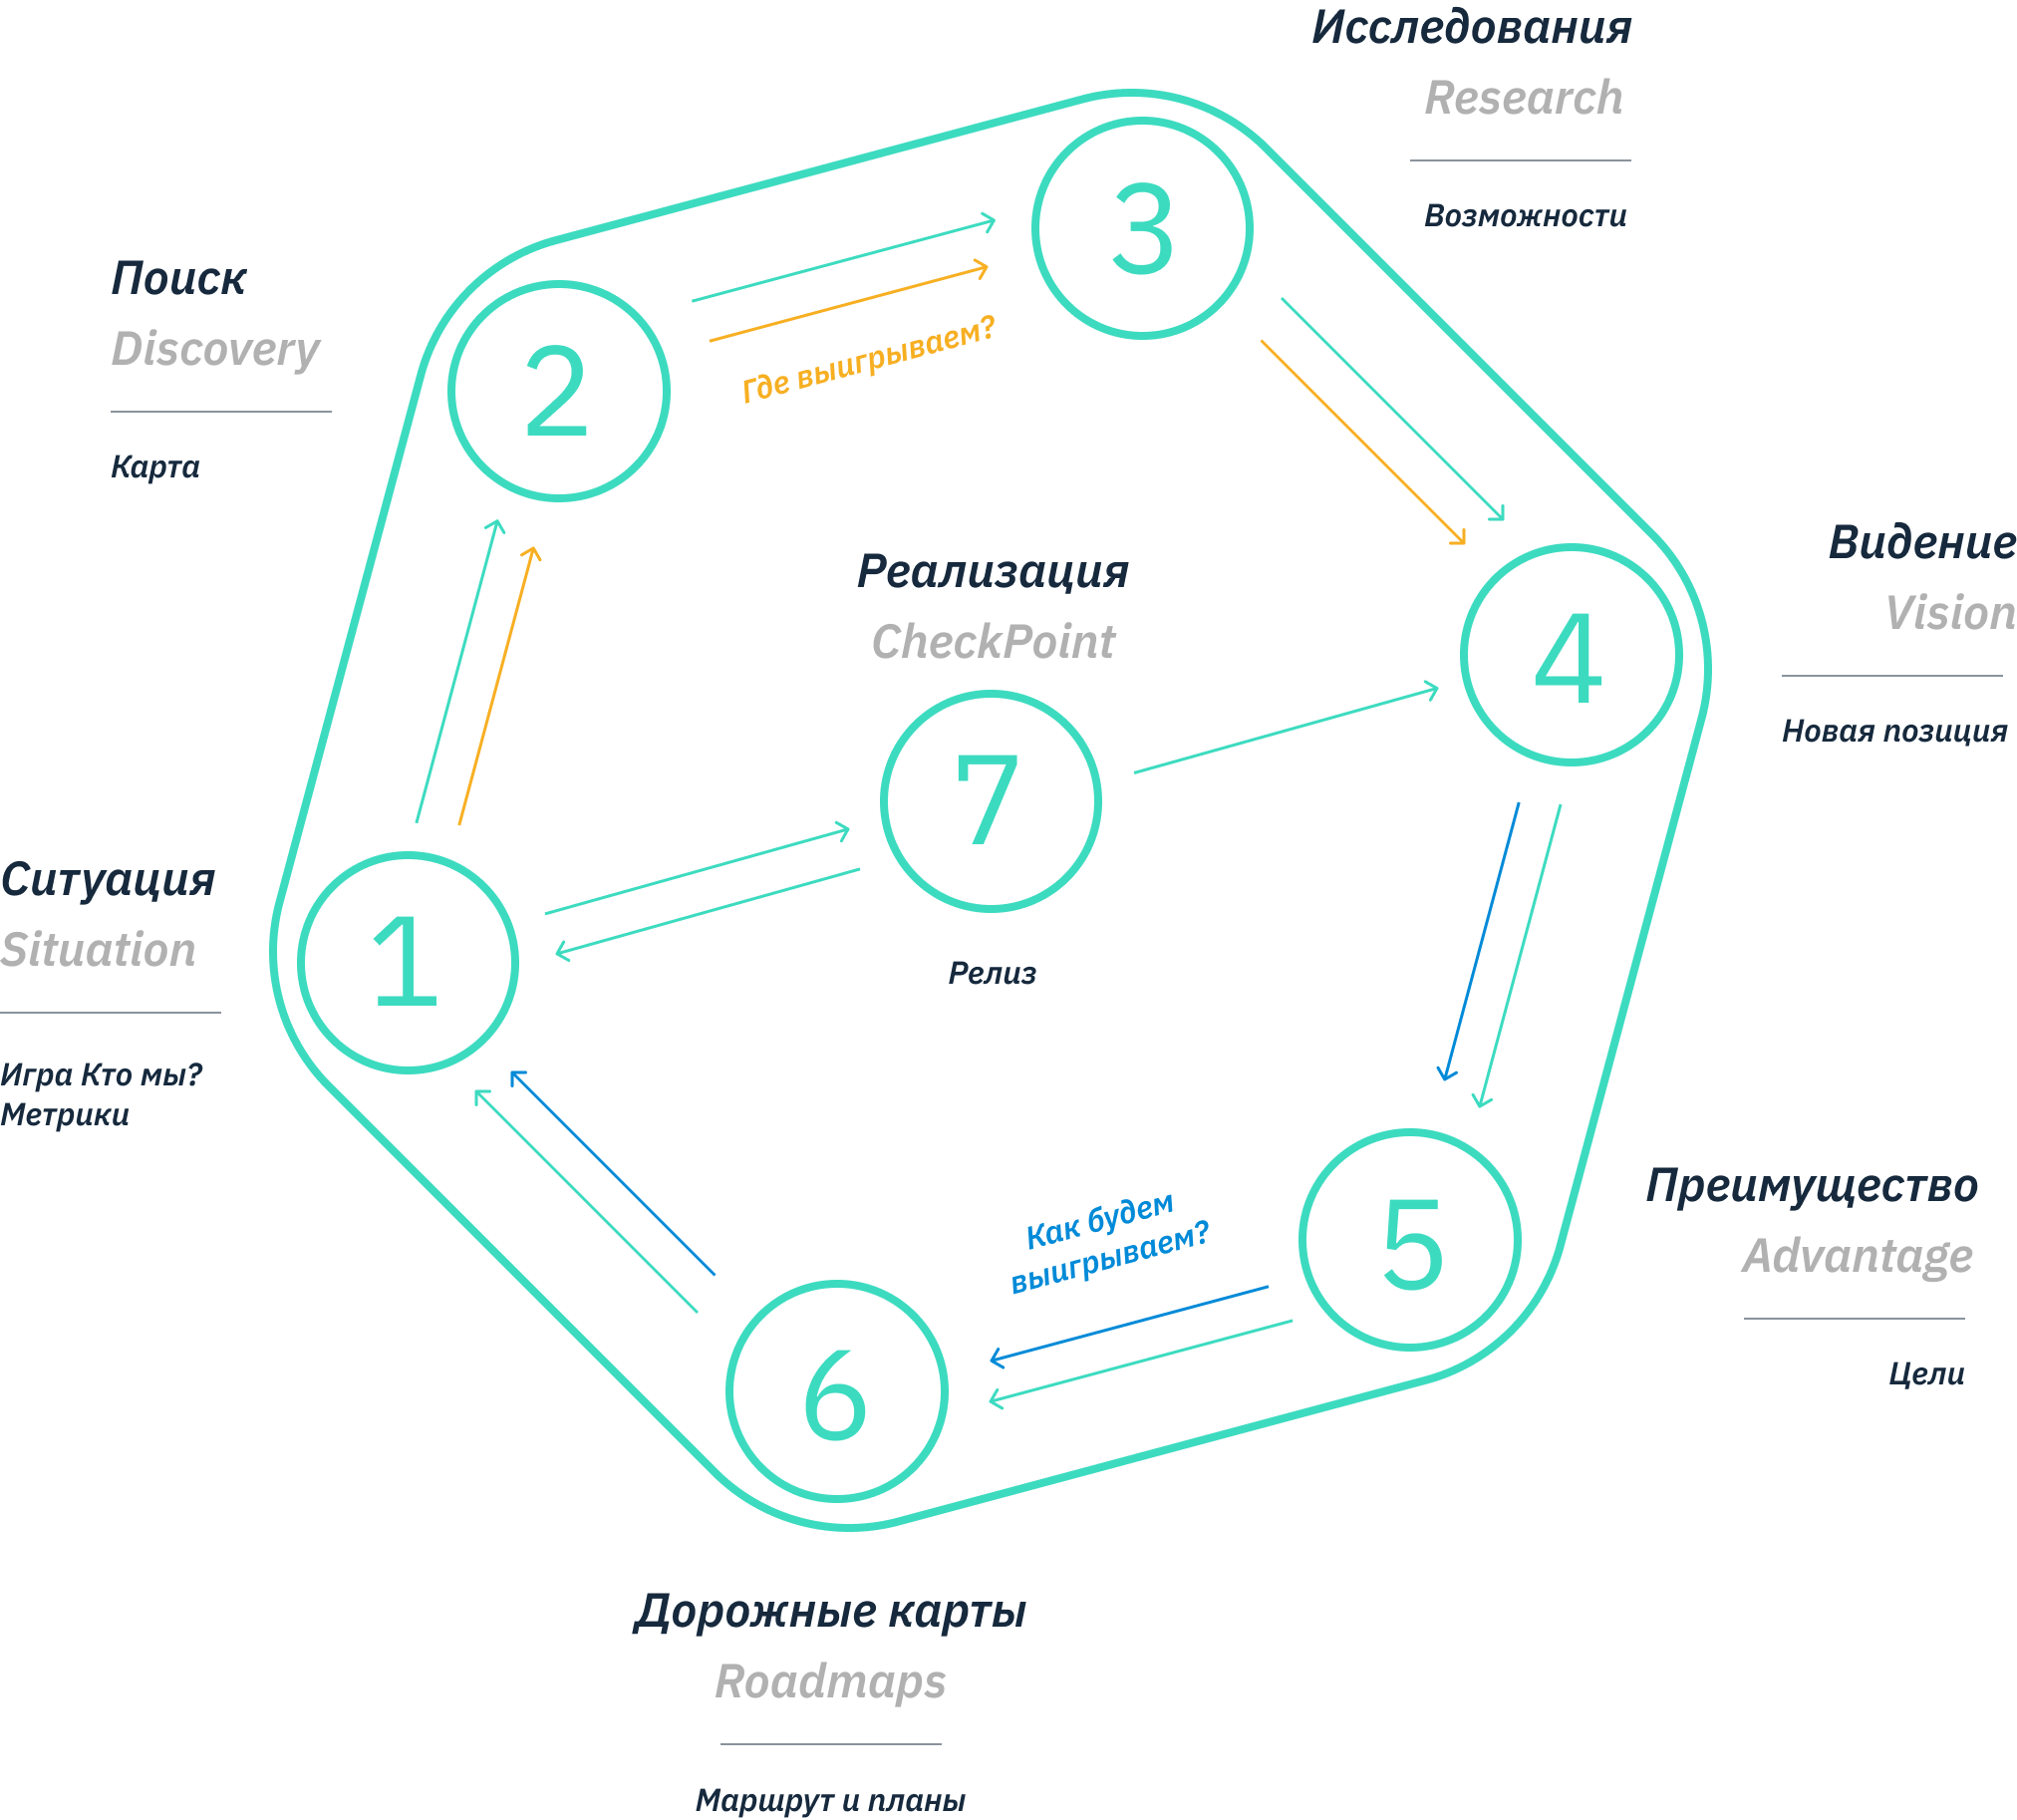 Исследования
Research
Возможности
3
Поиск
Discovery
Карта
2
Где выигрываем?
Видение
Vision
Новая позиция
4
Реализация
CheckPoint
7
Релиз
Ситуация
Situation
Игра Кто мы?
Метрики
1
Преимущество
Advantage
Цели
5
Как будем
выигрываем?
6
Дорожные карты
Roadmaps
Маршрут и планы